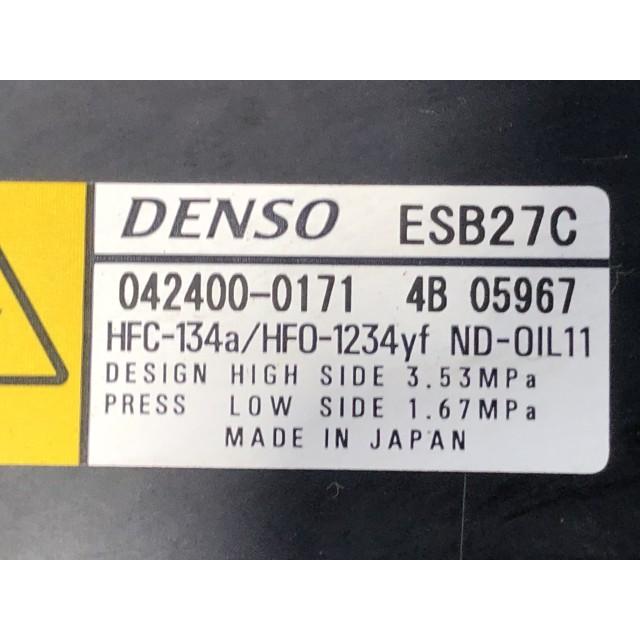 DENSO ESB27C
042400-0171 4B 05967
HFC-134a/HFO-1234yf ND-OIL11
DESIGN HIGH SIDE 3.53MPa
PRESS LOW SIDE 1.67MPa
MADE IN JAPAN